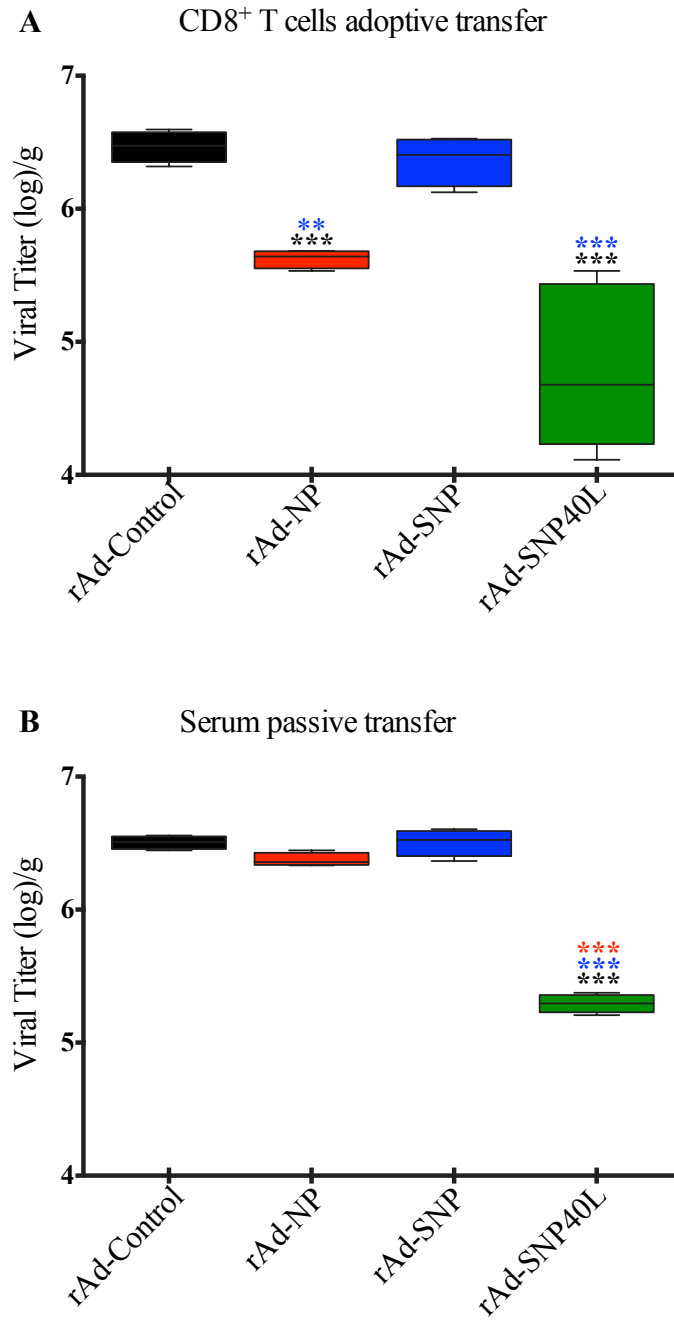 A CD8+ T cells adoptive transfer
Viral Titer (log)/g
7
6
5
4
**
***
***
***
rAd-Control
rAd-NP
rAd-SNP
rAd-SNP40L
B Serum passive transfer
Viral Titer (log)/g
7
6
5
4
***
***
***
rAd-Control
rAd-NP
rAd-SNP
rAd-SNP40L